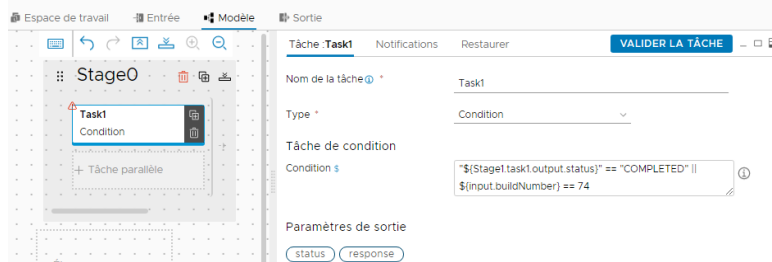 Espace de travail Entrée Modèle Sortie
Tâche :Task1 Notifications Restaurer VALIDER LA TÂCHE
Stage0
Nom de la tâche * Task1
Task1
Condition
Type * Condition
+ Tâche parallèle
Tâche de condition
Condition $
"${Stage1.task1.output.status}" == "COMPLETED" ||
${input.buildNumber} == 74
Paramètres de sortie
status response